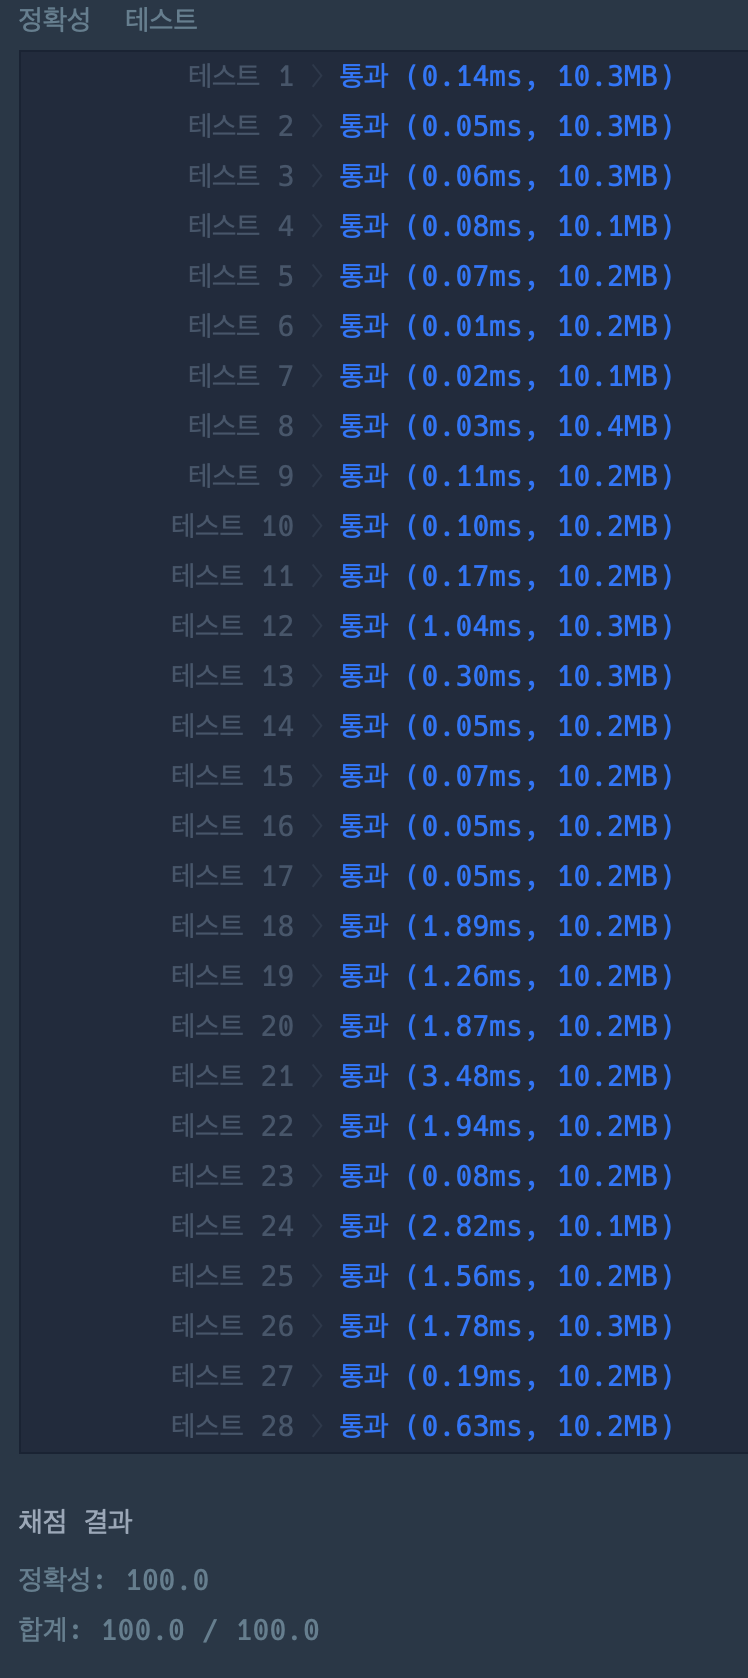 정확성 테스트
테스트 1 〉 통과 (0.14ms, 10.3MB)
테스트 2 〉 통과 (0.05ms, 10.3MB)
테스트 3 〉 통과 (0.06ms, 10.3MB)
테스트 4 〉 통과 (0.08ms, 10.1MB)
테스트 5 〉 통과 (0.07ms, 10.2MB)
테스트 6 〉 통과 (0.01ms, 10.2MB)
테스트 7 〉 통과 (0.02ms, 10.1MB)
테스트 8 〉 통과 (0.03ms, 10.4MB)
테스트 9 〉 통과 (0.11ms, 10.2MB)
테스트 10 〉 통과 (0.10ms, 10.2MB)
테스트 11 〉 통과 (0.17ms, 10.2MB)
테스트 12 〉 통과 (1.04ms, 10.3MB)
테스트 13 〉 통과 (0.30ms, 10.3MB)
테스트 14 〉 통과 (0.05ms, 10.2MB)
테스트 15 〉 통과 (0.07ms, 10.2MB)
테스트 16 〉 통과 (0.05ms, 10.2MB)
테스트 17 〉 통과 (0.05ms, 10.2MB)
테스트 18 〉 통과 (1.89ms, 10.2MB)
테스트 19 〉 통과 (1.26ms, 10.2MB)
테스트 20 〉 통과 (1.87ms, 10.2MB)
테스트 21 〉 통과 (3.48ms, 10.2MB)
테스트 22 〉 통과 (1.94ms, 10.2MB)
테스트 23 〉 통과 (0.08ms, 10.2MB)
테스트 24 〉 통과 (2.82ms, 10.1MB)
테스트 25 〉 통과 (1.56ms, 10.2MB)
테스트 26 〉 통과 (1.78ms, 10.3MB)
테스트 27 〉 통과 (0.19ms, 10.2MB)
테스트 28 〉 통과 (0.63ms, 10.2MB)
채점 결과
정확성: 100.0
합계: 100.0 / 100.0